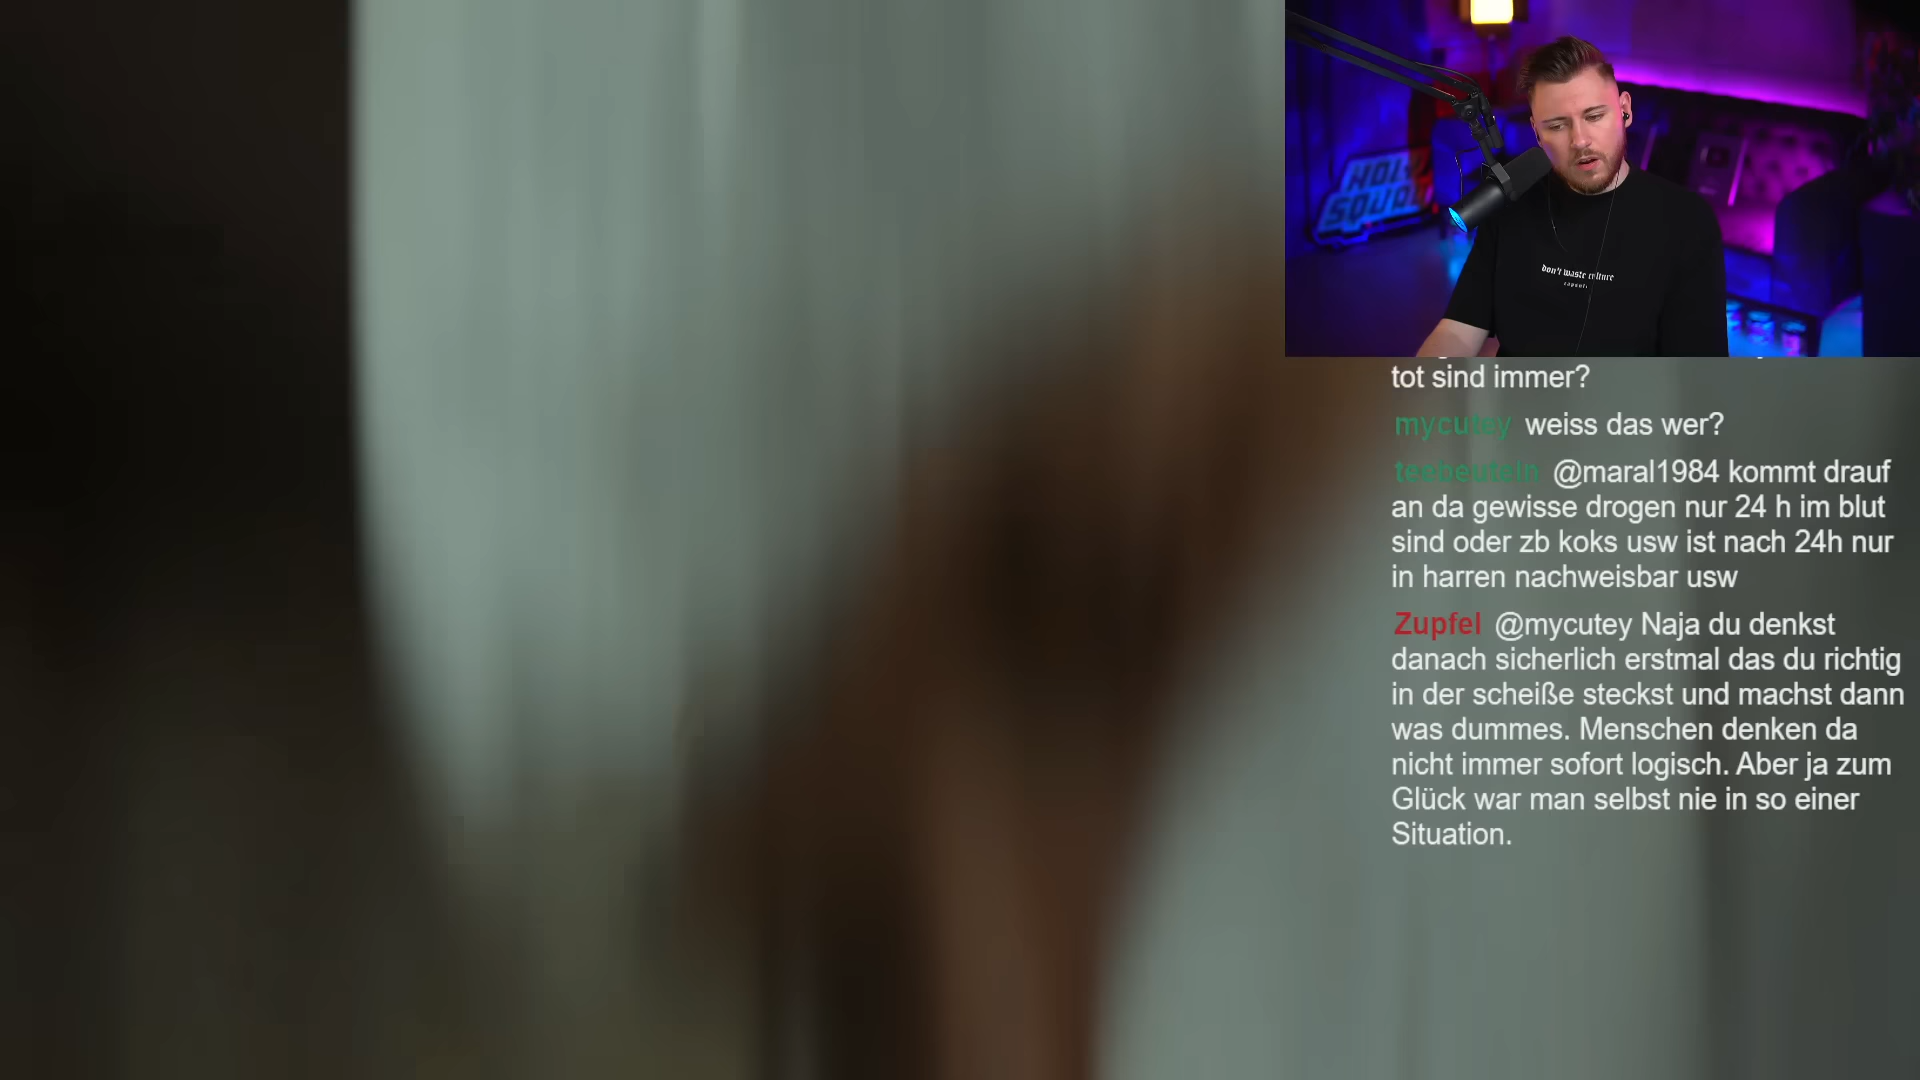 HOLY
SQUAD
don't waste culture
tot sind immer?
mycutey weiss das wer?
teebeuteln @maral1984 kommt drauf
an da gewisse drogen nur 24 h im blut
sind oder zb koks usw ist nach 24h nur
in harren nachweisbar usw
Zupfel @mycutey Naja du denkst
danach sicherlich erstmal das du richtig
in der scheiße steckst und machst dann
was dummes. Menschen denken da
nicht immer sofort logisch. Aber ja zum
Glück war man selbst nie in so einer
Situation.